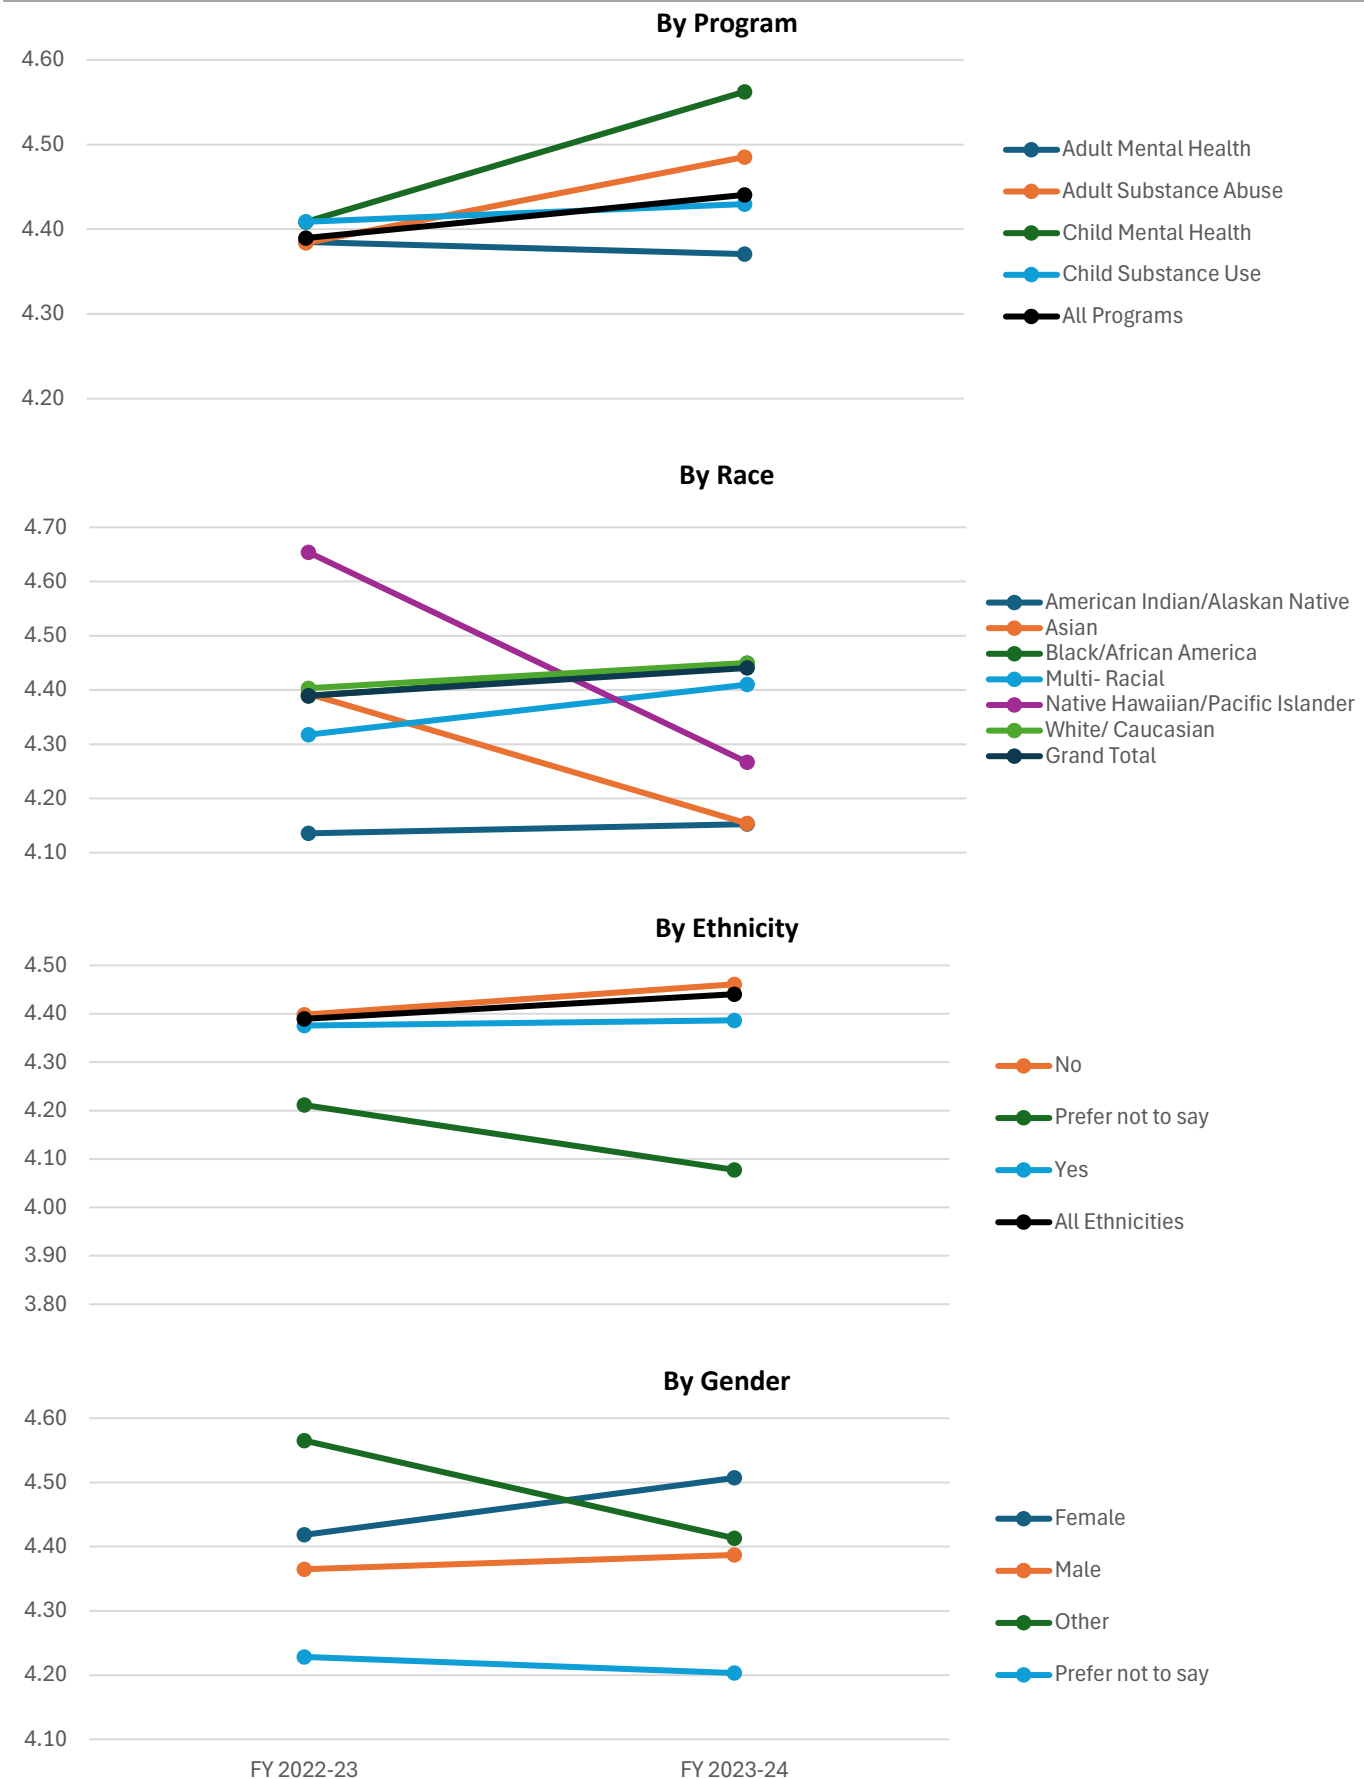 By Program
4.60
4.50
4.40
4.30
4.20
Adult Mental Health
Adult Substance Abuse
Child Mental Health
Child Substance Use
All Programs
By Race
4.70
4.60
4.50
4.40
4.30
4.20
4.10
American Indian/Alaskan Native
Asian
Black/African America
Multi- Racial
Native Hawaiian/Pacific Islander
White/ Caucasian
Grand Total
By Ethnicity
4.50
4.40
4.30
4.20
4.10
4.00
3.90
3.80
No
Prefer not to say
Yes
All Ethnicities
By Gender
4.60
4.50
4.40
4.30
4.20
4.10
Female
Male
Other
Prefer not to say
FY 2022-23
FY 2023-24